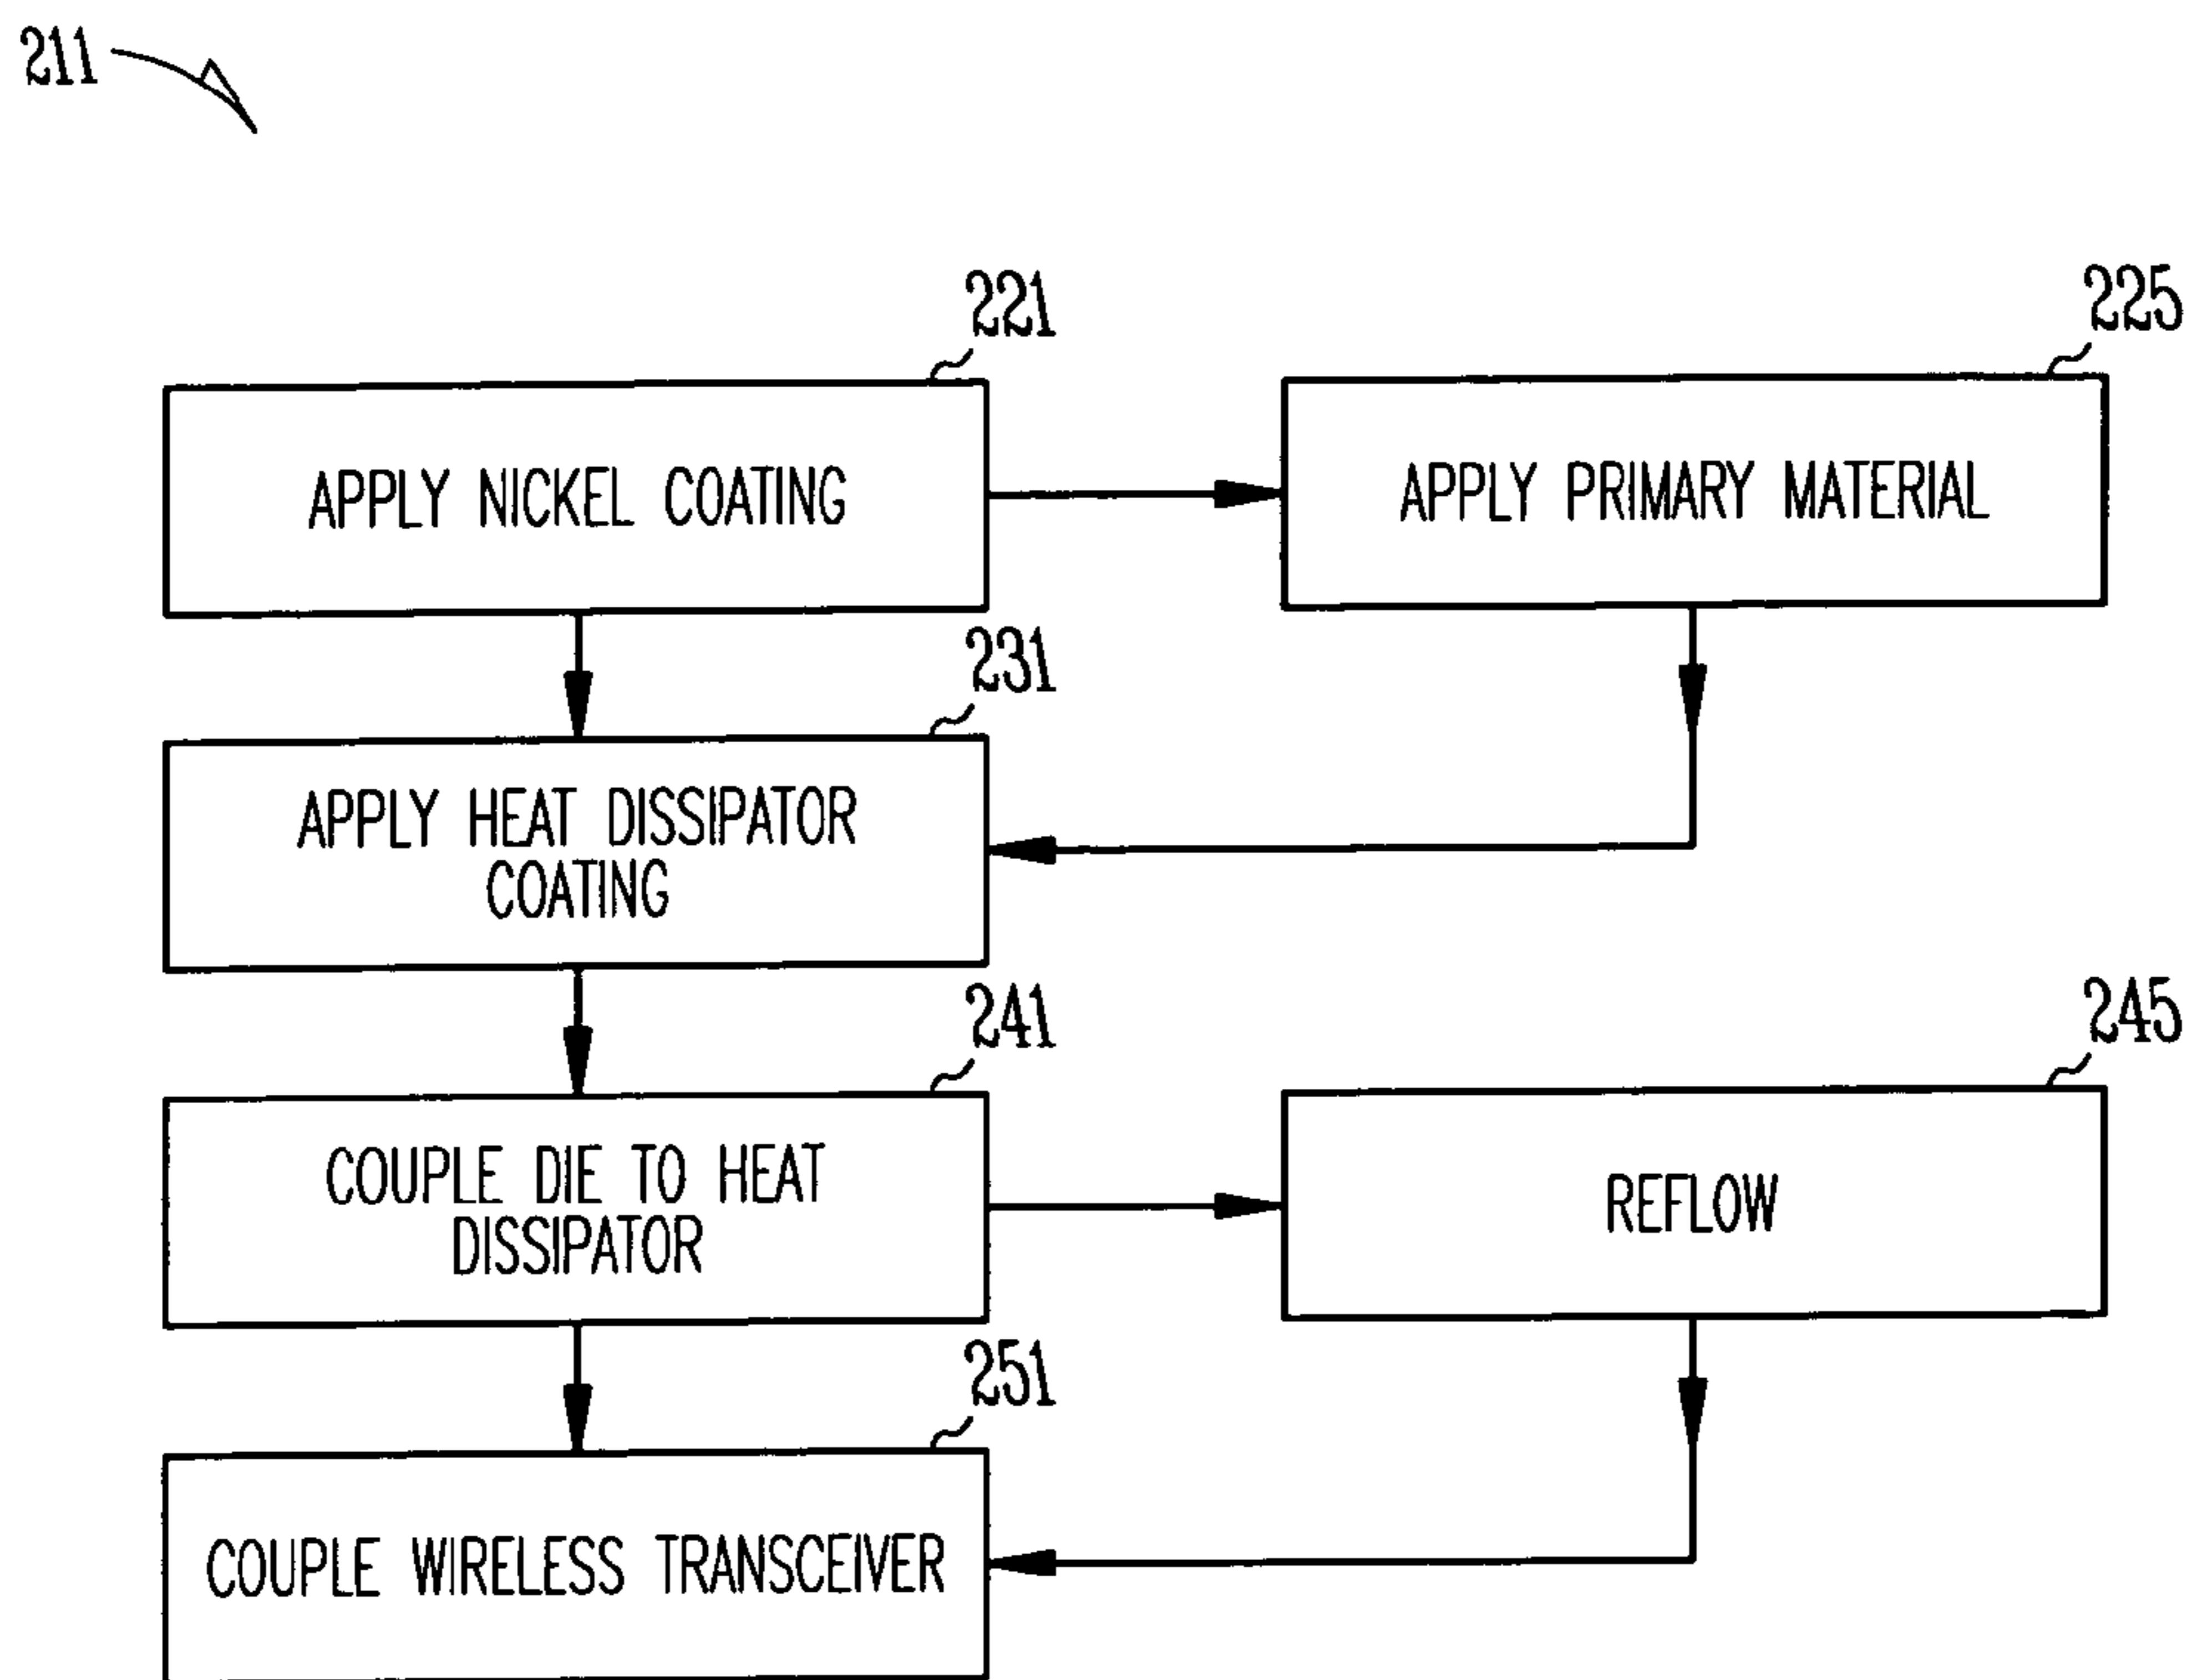 211
221
225
APPLY NICKEL COATING
APPLY PRIMARY MATERIAL
231
APPLY HEAT DISSIPATOR
COATING
241
245
COUPLE DIE TO HEAT
DISSIPATOR
REFLOW
251
COUPLE WIRELESS TRANSCEIVER